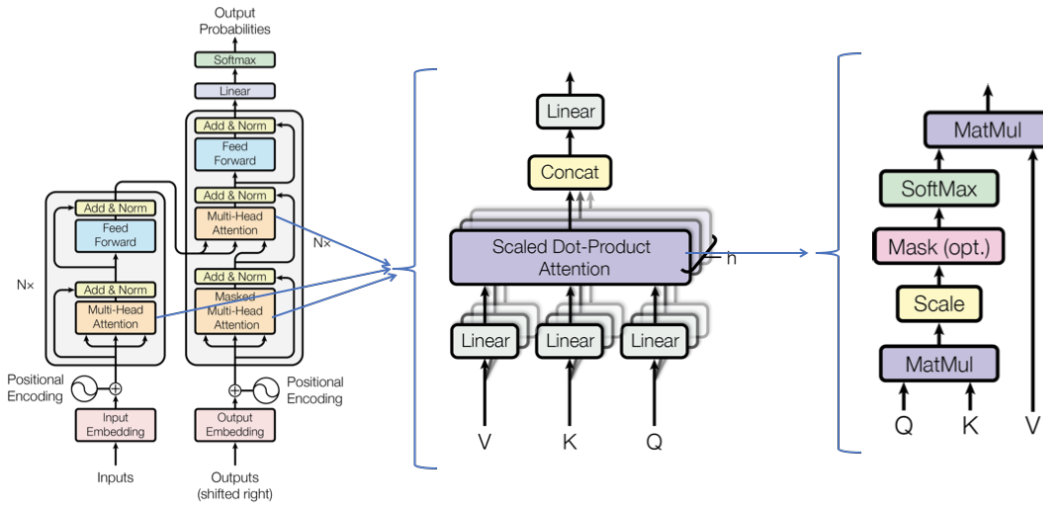 Output
Probabilities
Softmax
Linear
Add & Norm
Feed
Forward
Add & Norm
Multi-Head
Attention
Add & Norm
Masked
Multi-Head
Attention
N×
Add & Norm
Feed
Forward
N×
Add & Norm
Multi-Head
Attention
Positional
Encoding
Positional
Encoding
Input
Embedding
Output
Embedding
Inputs
Outputs
(shifted right)
Linear
Concat
Scaled Dot-Product
Attention
h
Linear
Linear
Linear
V
K
Q
MatMul
SoftMax
Mask (opt.)
Scale
MatMul
Q
K
V